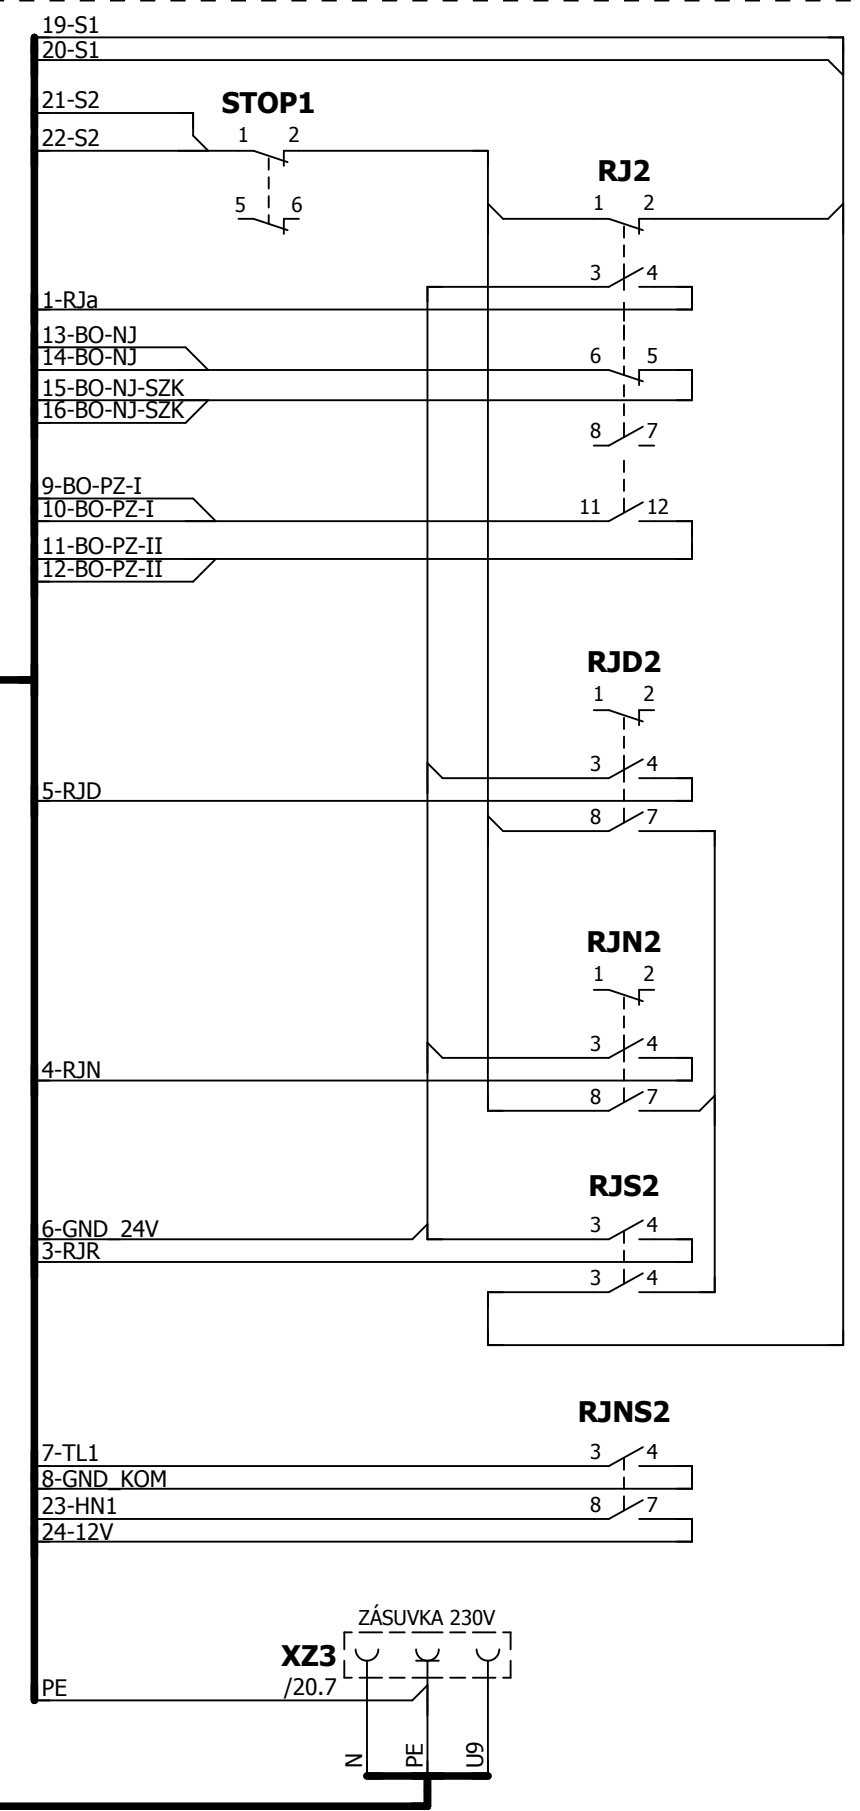 19-S1
20-S1
21-S2
STOP1
22-S2
1 2
RJ2
1 2
5 6
3 4
1-RJa
13-BO-NJ
14-BO-NJ
6 5
15-BO-NJ-SZK
16-BO-NJ-SZK
8 7
9-BO-PZ-I
10-BO-PZ-I
11 12
11-BO-PZ-II
12-BO-PZ-II
RJD2
1 2
3 4
5-RJD
8 7
RJN2
1 2
3 4
4-RJN
8 7
RJS2
6-GND_24V
3 4
3-RJR
3 4
RJNS2
7-TL1
3 4
8-GND_KOM
23-HN1
8 7
24-12V
ZÁSUVKA 230V
XZ3
/20.7
PE
N
PE
U9